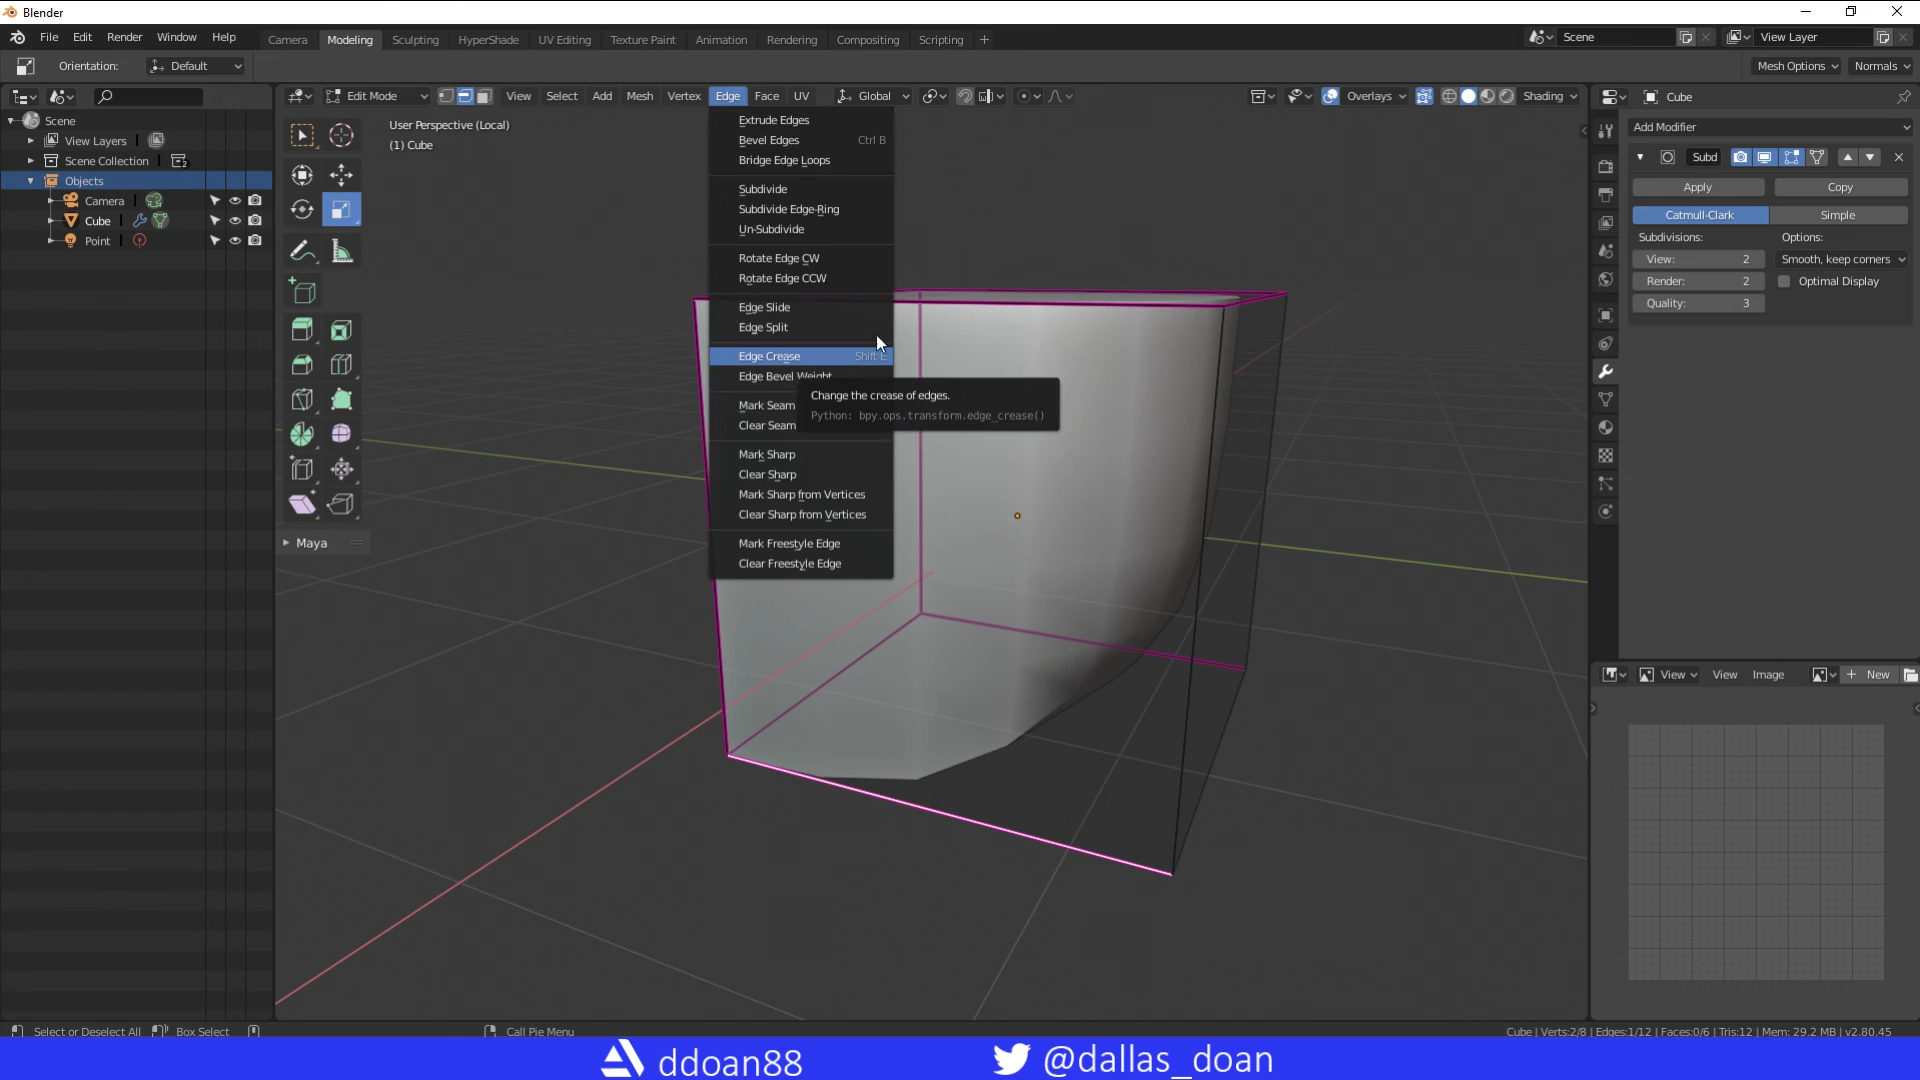 Blender
File Edit Render Window Help Camera Modeling Sculpting HyperShade UV Editing Texture Paint Animation Rendering Compositing Scripting Scene View Layer
Orientation: Default Mesh Options Normals
Edit Mode View Select Add Mesh Vertex Edge Face UV Global Overlays Shading
Scene
View Layers
Scene Collection
Objects
Camera
Cube
Point
User Perspective (Local)
(1) Cube
Maya
Extrude Edges
Bevel Edges Ctrl B
Bridge Edge Loops
Subdivide
Subdivide Edge-Ring
Un-Subdivide
Rotate Edge CW
Rotate Edge CCW
Edge Slide
Edge Split
Edge Crease Shift E
Edge Bevel Weight
Mark Seam
Clear Seam
Mark Sharp
Clear Sharp
Mark Sharp from Vertices
Clear Sharp from Vertices
Mark Freestyle Edge
Clear Freestyle Edge
Change the crease of edges.
Python: bpy.ops.transform.edge_crease()
Cube
Add Modifier
Subd
Apply Copy
Catmull-Clark Simple
Subdivisions: Options:
View: 2 Smooth, keep corners
Render: 2 Optimal Display
Quality: 3
View View Image New
Select or Deselect All Box Select Call Pie Menu Cube | Verts:2/8 | Edges:1/12 | Faces:0/6 | Tris:12 | Mem: 29.2 MB | v2.80.45
ddoan88 @dallas_doan